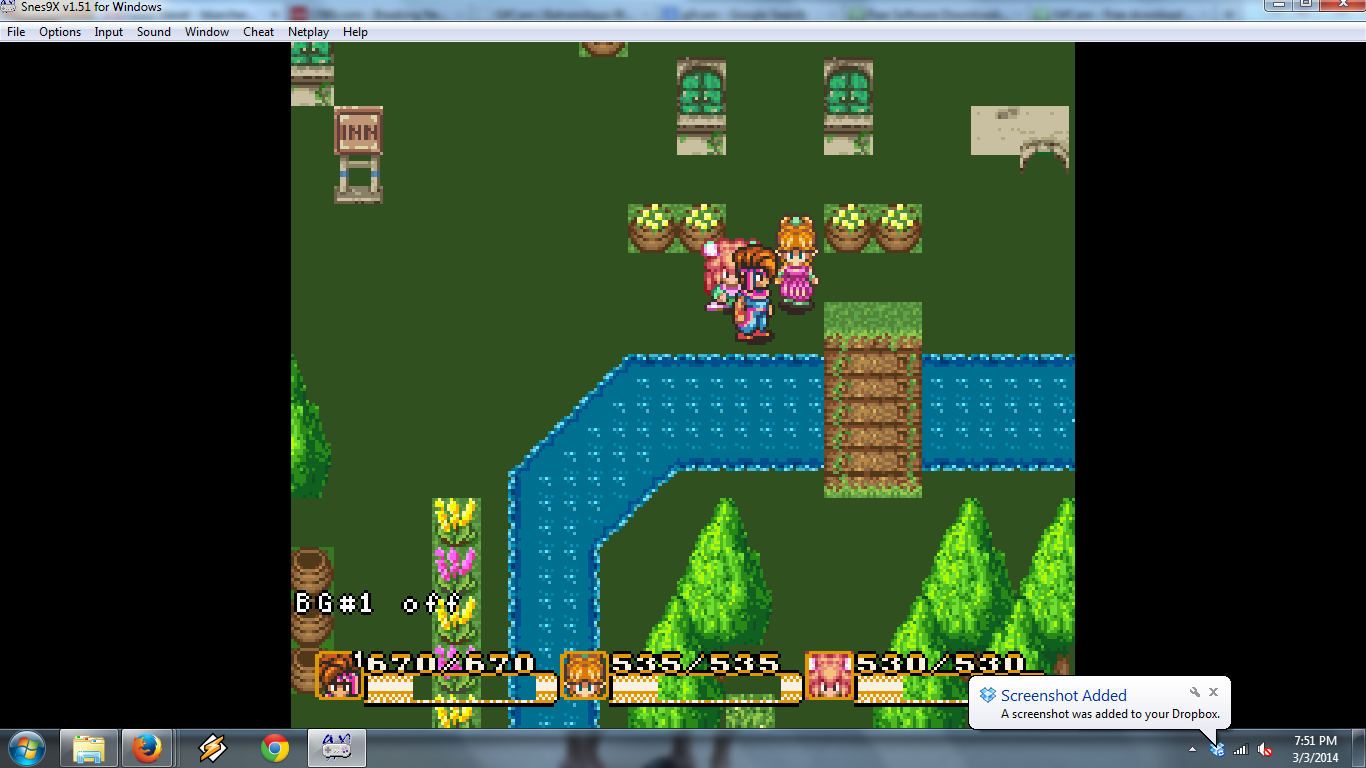 Snes9X v1.51 for Windows
File Options Input Sound Window Cheat Netplay Help
INN
BG#1 off
1
670/670 535/535 530/530
Screenshot Added
A screenshot was added to your Dropbox.
7:51 PM
3/3/2014